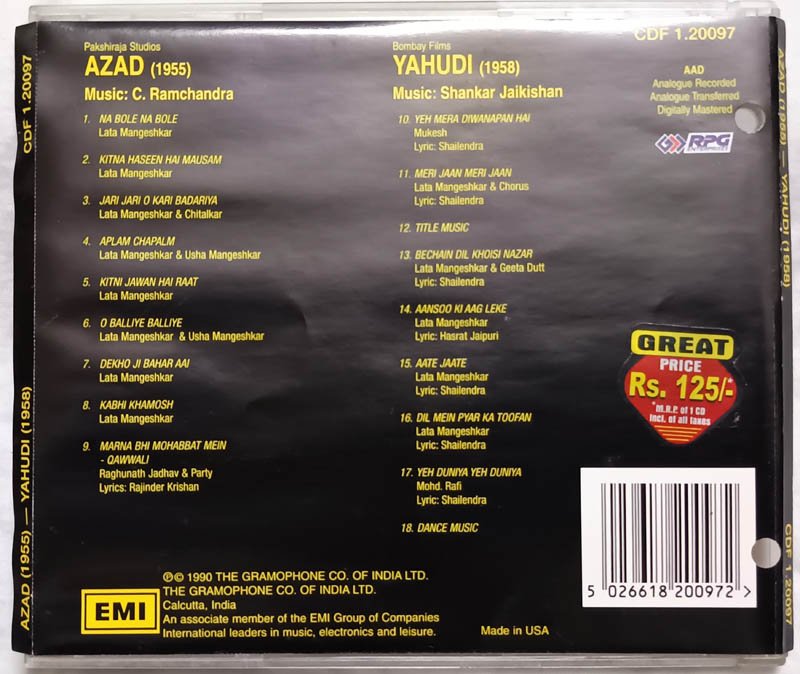 Pakshiraja Studios
AZAD (1955)
Music: C. Ramchandra
1. NA BOLE NA BOLE
Lata Mangeshkar
2. KITNA HASEEN HAI MAUSAM
Lata Mangeshkar
3. JARI JARI O KARI BADARIYA
Lata Mangeshkar & Chitalkar
4. APLAM CHAPALM
Lata Mangeshkar & Usha Mangeshkar
5. KITNI JAWAN HAI RAAT
Lata Mangeshkar
6. O BALLIYE BALLIYE
Lata Mangeshkar & Usha Mangeshkar
7. DEKHO JI BAHAR AAI
Lata Mangeshkar
8. KABHI KHAMOSH
Lata Mangeshkar
9. MARNA BHI MOHABBAT MEIN
- QAWWALI
Raghunath Jadhav & Party
Lyrics: Rajinder Krishan
Bombay Films
YAHUDI (1958)
Music: Shankar Jaikishan
10. YEH MERA DIWANAPAN HAI
Mukesh
Lyric: Shailendra
11. MERI JAAN MERI JAAN
Lata Mangeshkar & Chorus
Lyric: Shailendra
12. TITLE MUSIC
13. BECHAIN DIL KHOISI NAZAR
Lata Mangeshkar & Geeta Dutt
Lyric: Shailendra
14. AANSOO KI AAG LEKE
Lata Mangeshkar
Lyric: Hasrat Jaipuri
15. AATE JAATE
Lata Mangeshkar
Lyric: Shailendra
16. DIL MEIN PYAR KA TOOFAN
Lata Mangeshkar
Lyric: Shailendra
17. YEH DUNIYA YEH DUNIYA
Mohd. Rafi
Lyric: Shailendra
18. DANCE MUSIC
CDF 1.20097
AAD
Analogue Recorded
Analogue Transferred
Digitally Mastered
RPG
ENTERPRISES
GREAT
PRICE
Rs. 125/-*
*M.R.P. of 1 CD
incl. of all taxes
5 026618 200972 >
EMI
℗© 1990 THE GRAMOPHONE CO. OF INDIA LTD.
THE GRAMOPHONE CO. OF INDIA LTD.
Calcutta, India
An associate member of the EMI Group of Companies
International leaders in music, electronics and leisure.
Made in USA
AZAD (1955) — YAHUDI (1958)
CDF 1.20097
AZAD (1955) — YAHUDI (1958)
CDF 1.20097